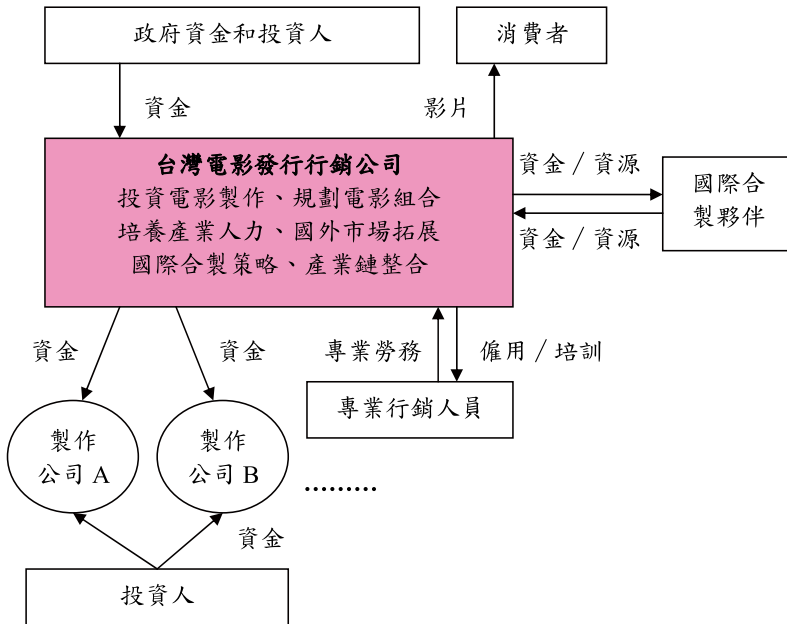 政府資金和投資人
消費者
資金
影片
台灣電影發行行銷公司
投資電影製作、規劃電影組合
培養產業人力、國外市場拓展
國際合製策略、產業鏈整合
資金／資源
資金／資源
國際合
製夥伴
資金
資金
專業勞務
僱用／培訓
專業行銷人員
製作
公司 A
製作
公司 B
………
資金
投資人